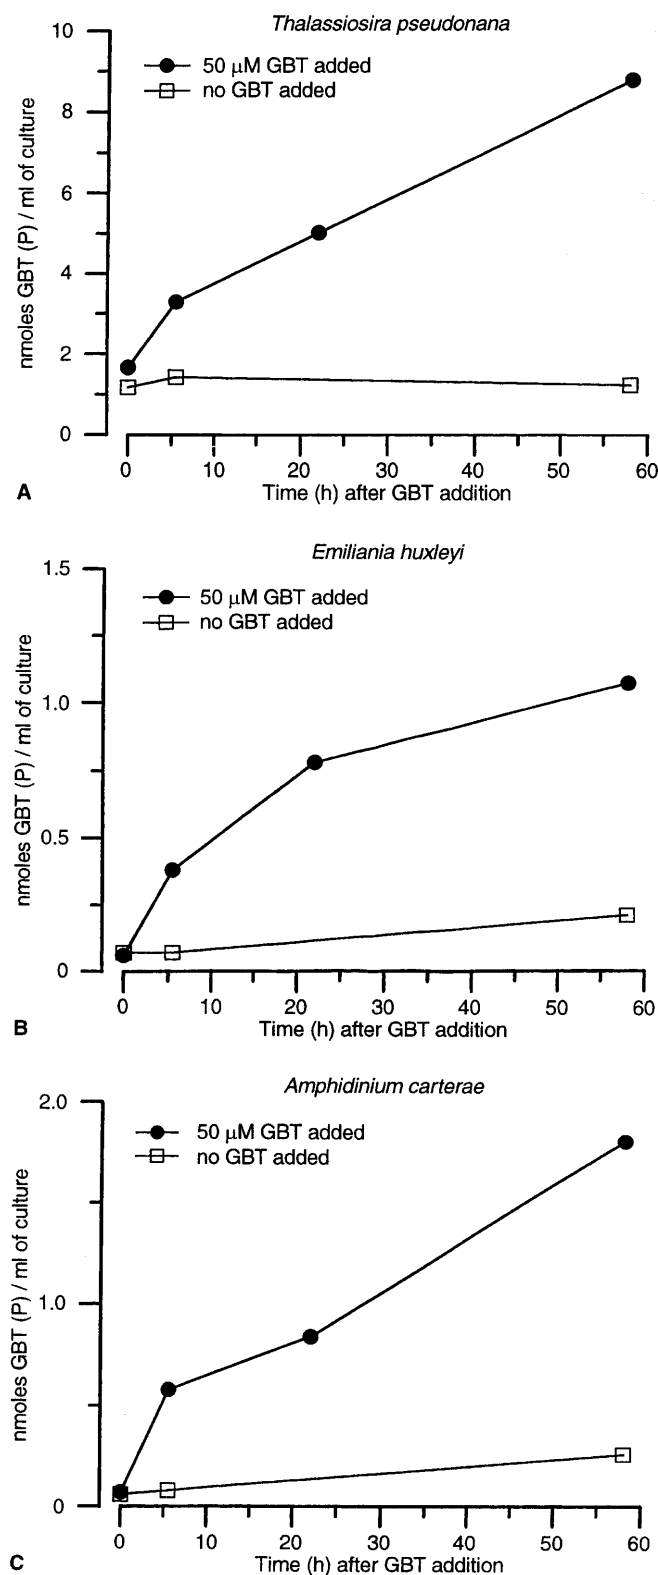 Thalassiosira pseudonana
10
8
6
4
2
0
nmoles GBT (P) / ml of culture
50 μM GBT added
no GBT added
0 10 20 30 40 50 60
A Time (h) after GBT addition
Emiliania huxleyi
1.5
1.0
0.5
0
nmoles GBT (P) / ml of culture
50 μM GBT added
no GBT added
0 10 20 30 40 50 60
B Time (h) after GBT addition
Amphidinium carterae
2.0
1.0
0
nmoles GBT (P) / ml of culture
50 μM GBT added
no GBT added
0 10 20 30 40 50 60
C Time (h) after GBT addition